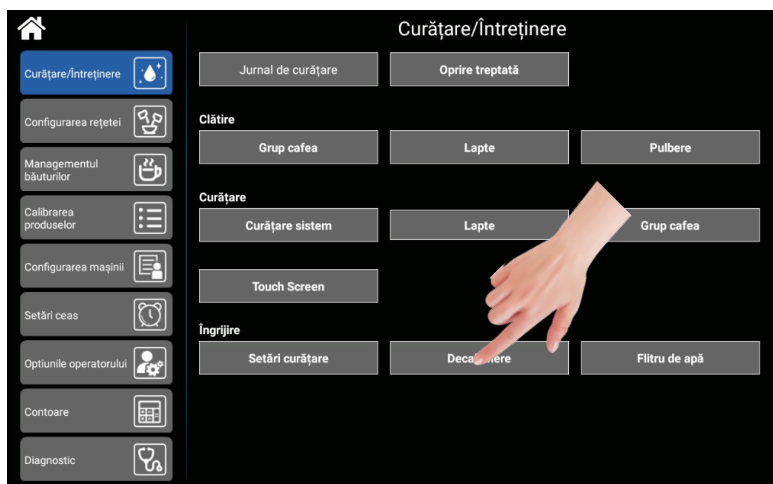 Curățare/Întreținere
Curățare/Întreținere
Jurnal de curățare
Oprire treptată
Configurarea rețetei
Clătire
Grup cafea
Lapte
Pulbere
Managementul
băuturilor
Curățare
Calibrarea
produselor
Curățare sistem
Lapte
Grup cafea
Configurarea mașinii
Touch Screen
Setări ceas
Îngrijire
Setări curățare
Flitru de apă
Optiunile operatorului
Contoare
Diagnostic